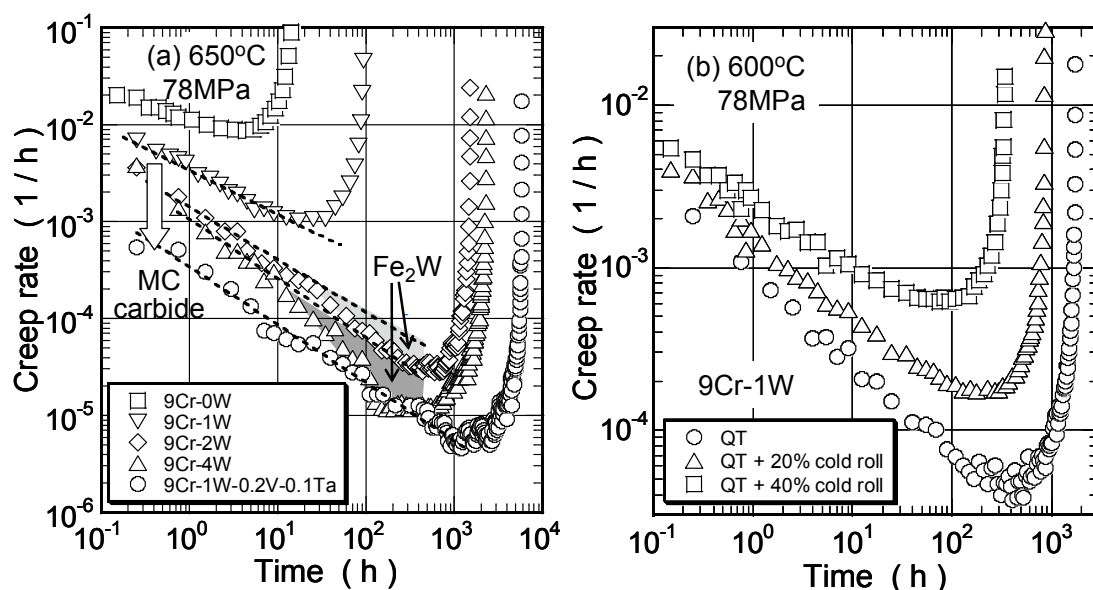 Creep rate ( 1 / h )
10⁻¹
10⁻²
10⁻³
10⁻⁴
10⁻⁵
10⁻⁶
(a) 650ºC
78MPa
MC
carbide
Fe₂W
9Cr-0W
9Cr-1W
9Cr-2W
9Cr-4W
9Cr-1W-0.2V-0.1Ta
10⁻¹ 10⁰ 10¹ 10² 10³ 10⁴
Time ( h )
Creep rate ( 1 / h )
10⁻²
10⁻³
10⁻⁴
(b) 600ºC
78MPa
9Cr-1W
QT
QT + 20% cold roll
QT + 40% cold roll
10⁻¹ 10⁰ 10¹ 10² 10³
Time ( h )